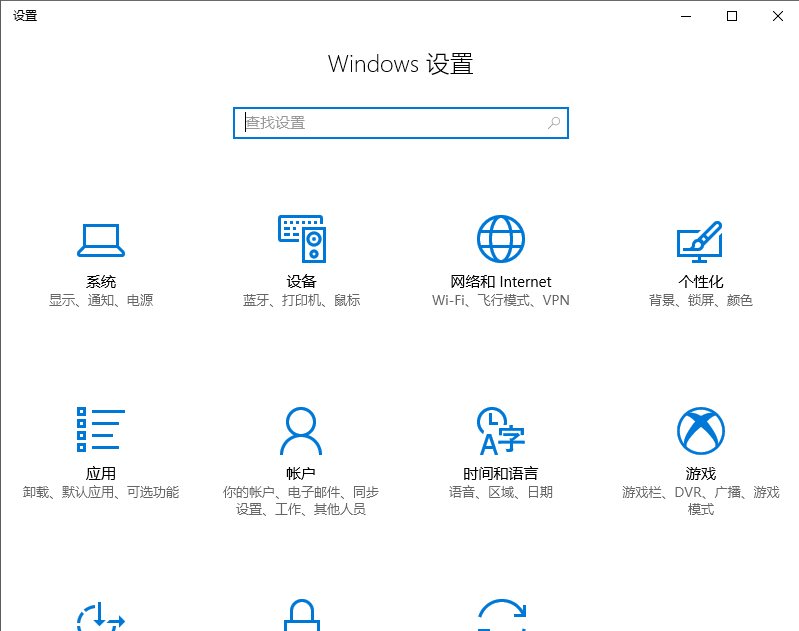 设置
Windows 设置
查找设置
系统
显示、通知、电源
设备
蓝牙、打印机、鼠标
网络和 Internet
Wi-Fi、飞行模式、VPN
个性化
背景、锁屏、颜色
应用
卸载、默认应用、可选功能
帐户
你的帐户、电子邮件、同步
设置、工作、其他人员
时间和语言
语音、区域、日期
游戏
游戏栏、DVR、广播、游戏
模式